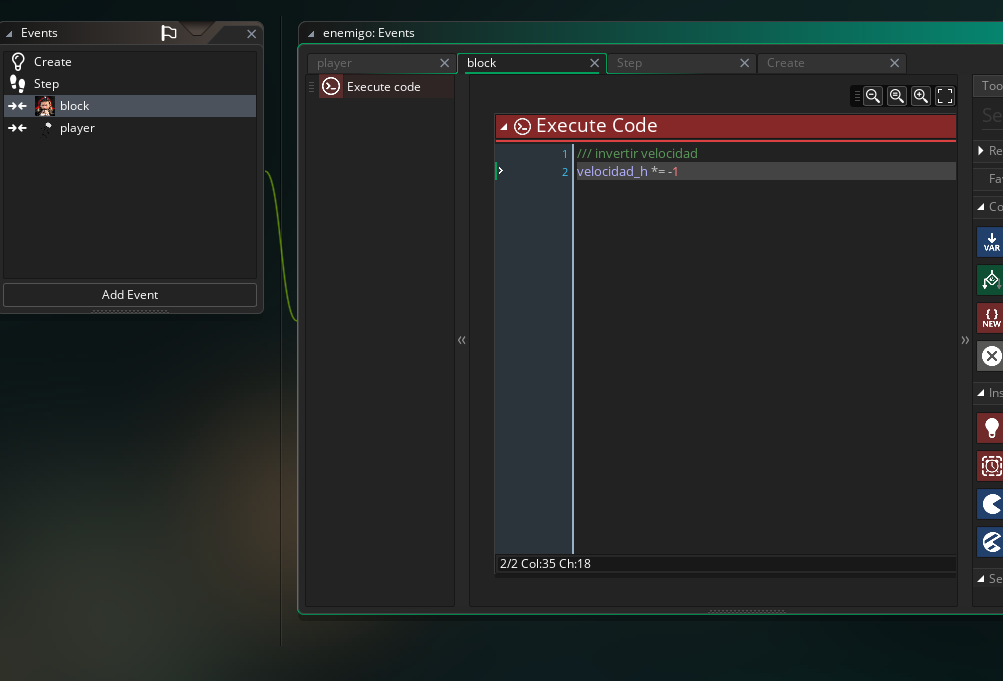 Events
Create
Step
block
player
Add Event
enemigo: Events
player
block
Step
Create
Execute code
Execute Code
1 /// invertir velocidad
2 velocidad_h *= -1
2/2 Col:35 Ch:18
Too
Se
Re
Fa
Co
VAR
{ }
NEW
Ins
Se